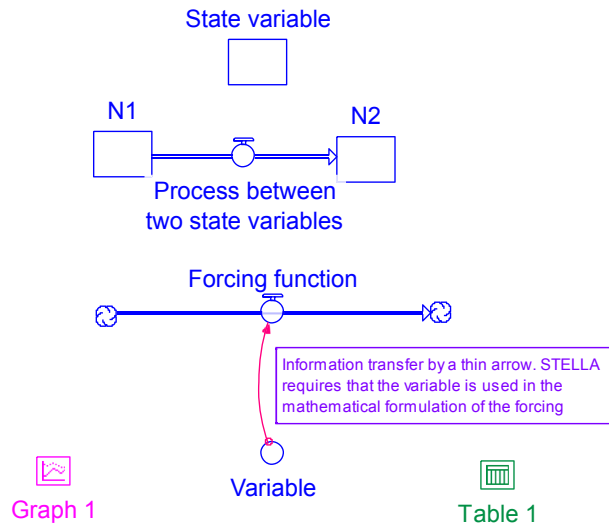 State variable
N1
N2
Process between
two state variables
Forcing function
Information transfer by a thin arrow. STELLA
requires that the variable is used in the
mathematical formulation of the forcing
Variable
Graph 1
Table 1